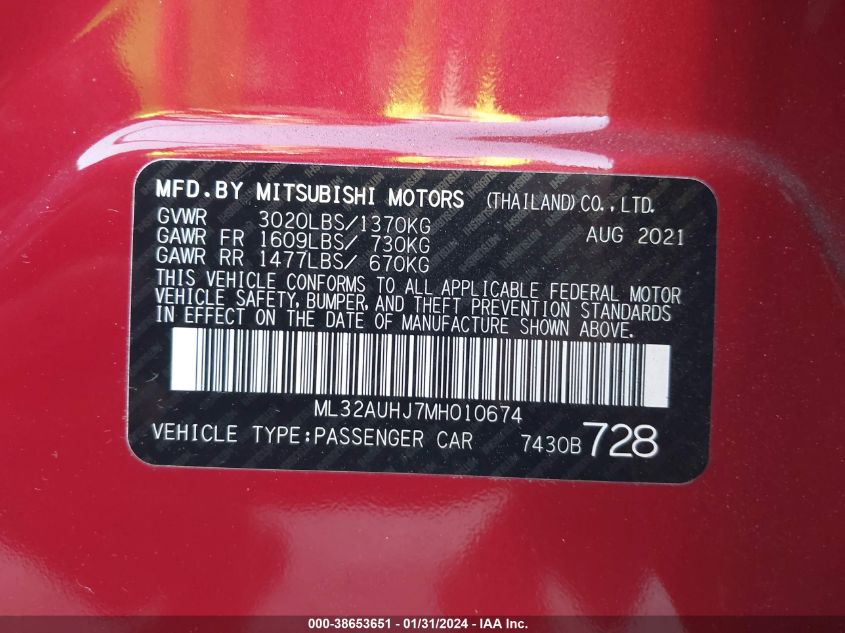 MFD.BY MITSUBISHI MOTORS (THAILAND)CO.,LTD.
GVWR 3020LBS/1370KG AUG 2021
GAWR FR 1609LBS/ 730KG
GAWR RR 1477LBS/ 670KG
THIS VEHICLE CONFORMS TO ALL APPLICABLE FEDERAL MOTOR
VEHICLE SAFETY, BUMPER, AND THEFT PREVENTION STANDARDS
IN EFFECT ON THE DATE OF MANUFACTURE SHOWN ABOVE.
ML32AUHJ7MH010674
VEHICLE TYPE:PASSENGER CAR 7430B 728
000-38653651 / 01/31/2024 - IAA Inc.